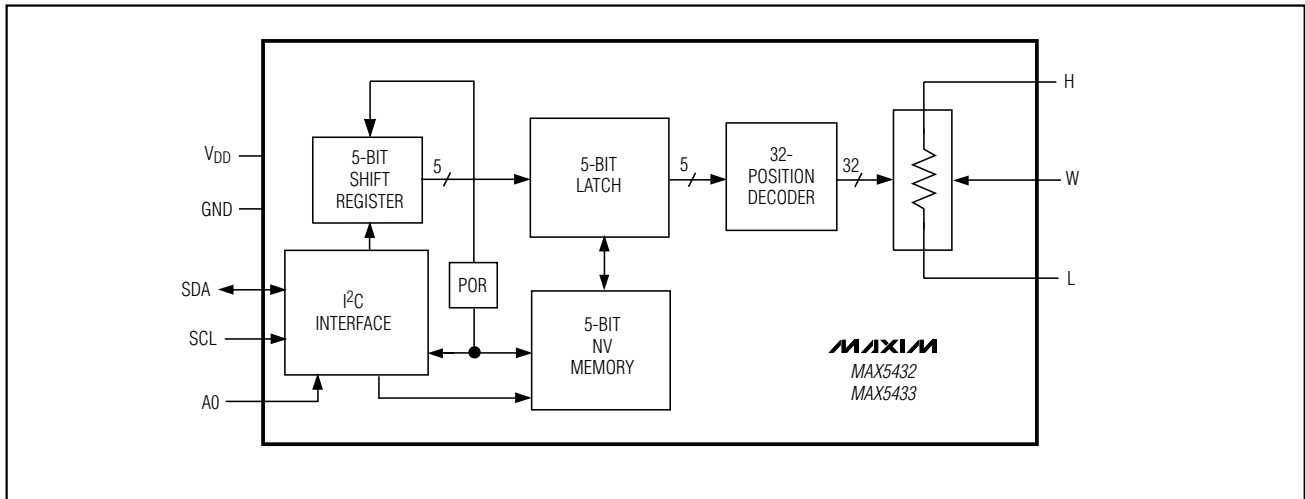 H
5-BIT
SHIFT
REGISTER
5
5-BIT
LATCH
5
32-
POSITION
DECODER
32
W
VDD
GND
L
POR
SDA
I2C
INTERFACE
SCL
5-BIT
NV
MEMORY
MAXIM
MAX5432
MAX5433
A0